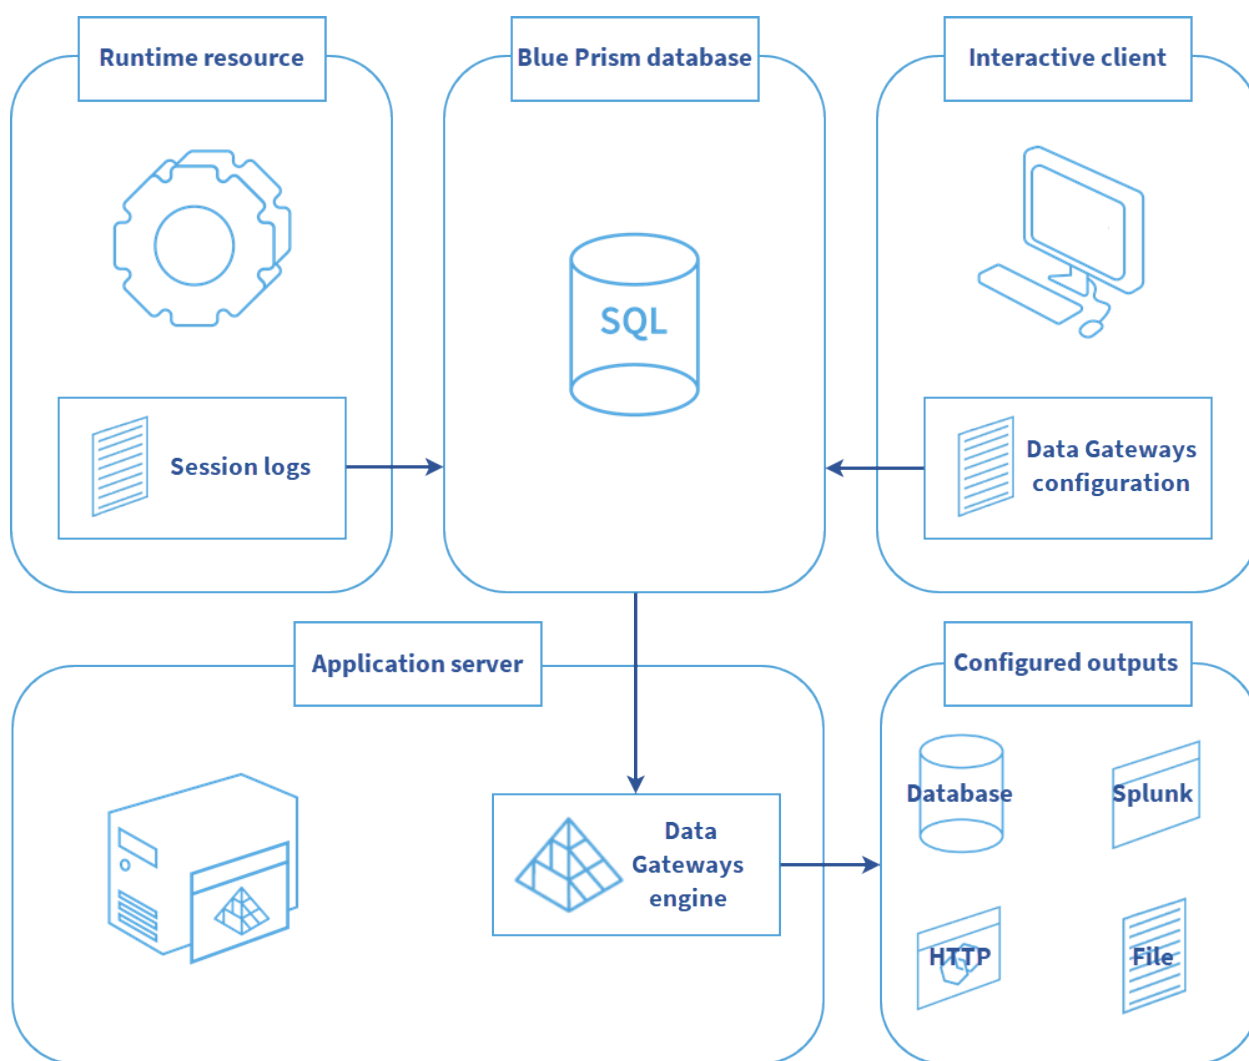 Runtime resource
Blue Prism database
Interactive client
SQL
Session logs
Data Gateways
configuration
Application server
Configured outputs
Database
Splunk
Data
Gateways
engine
HTTP
File